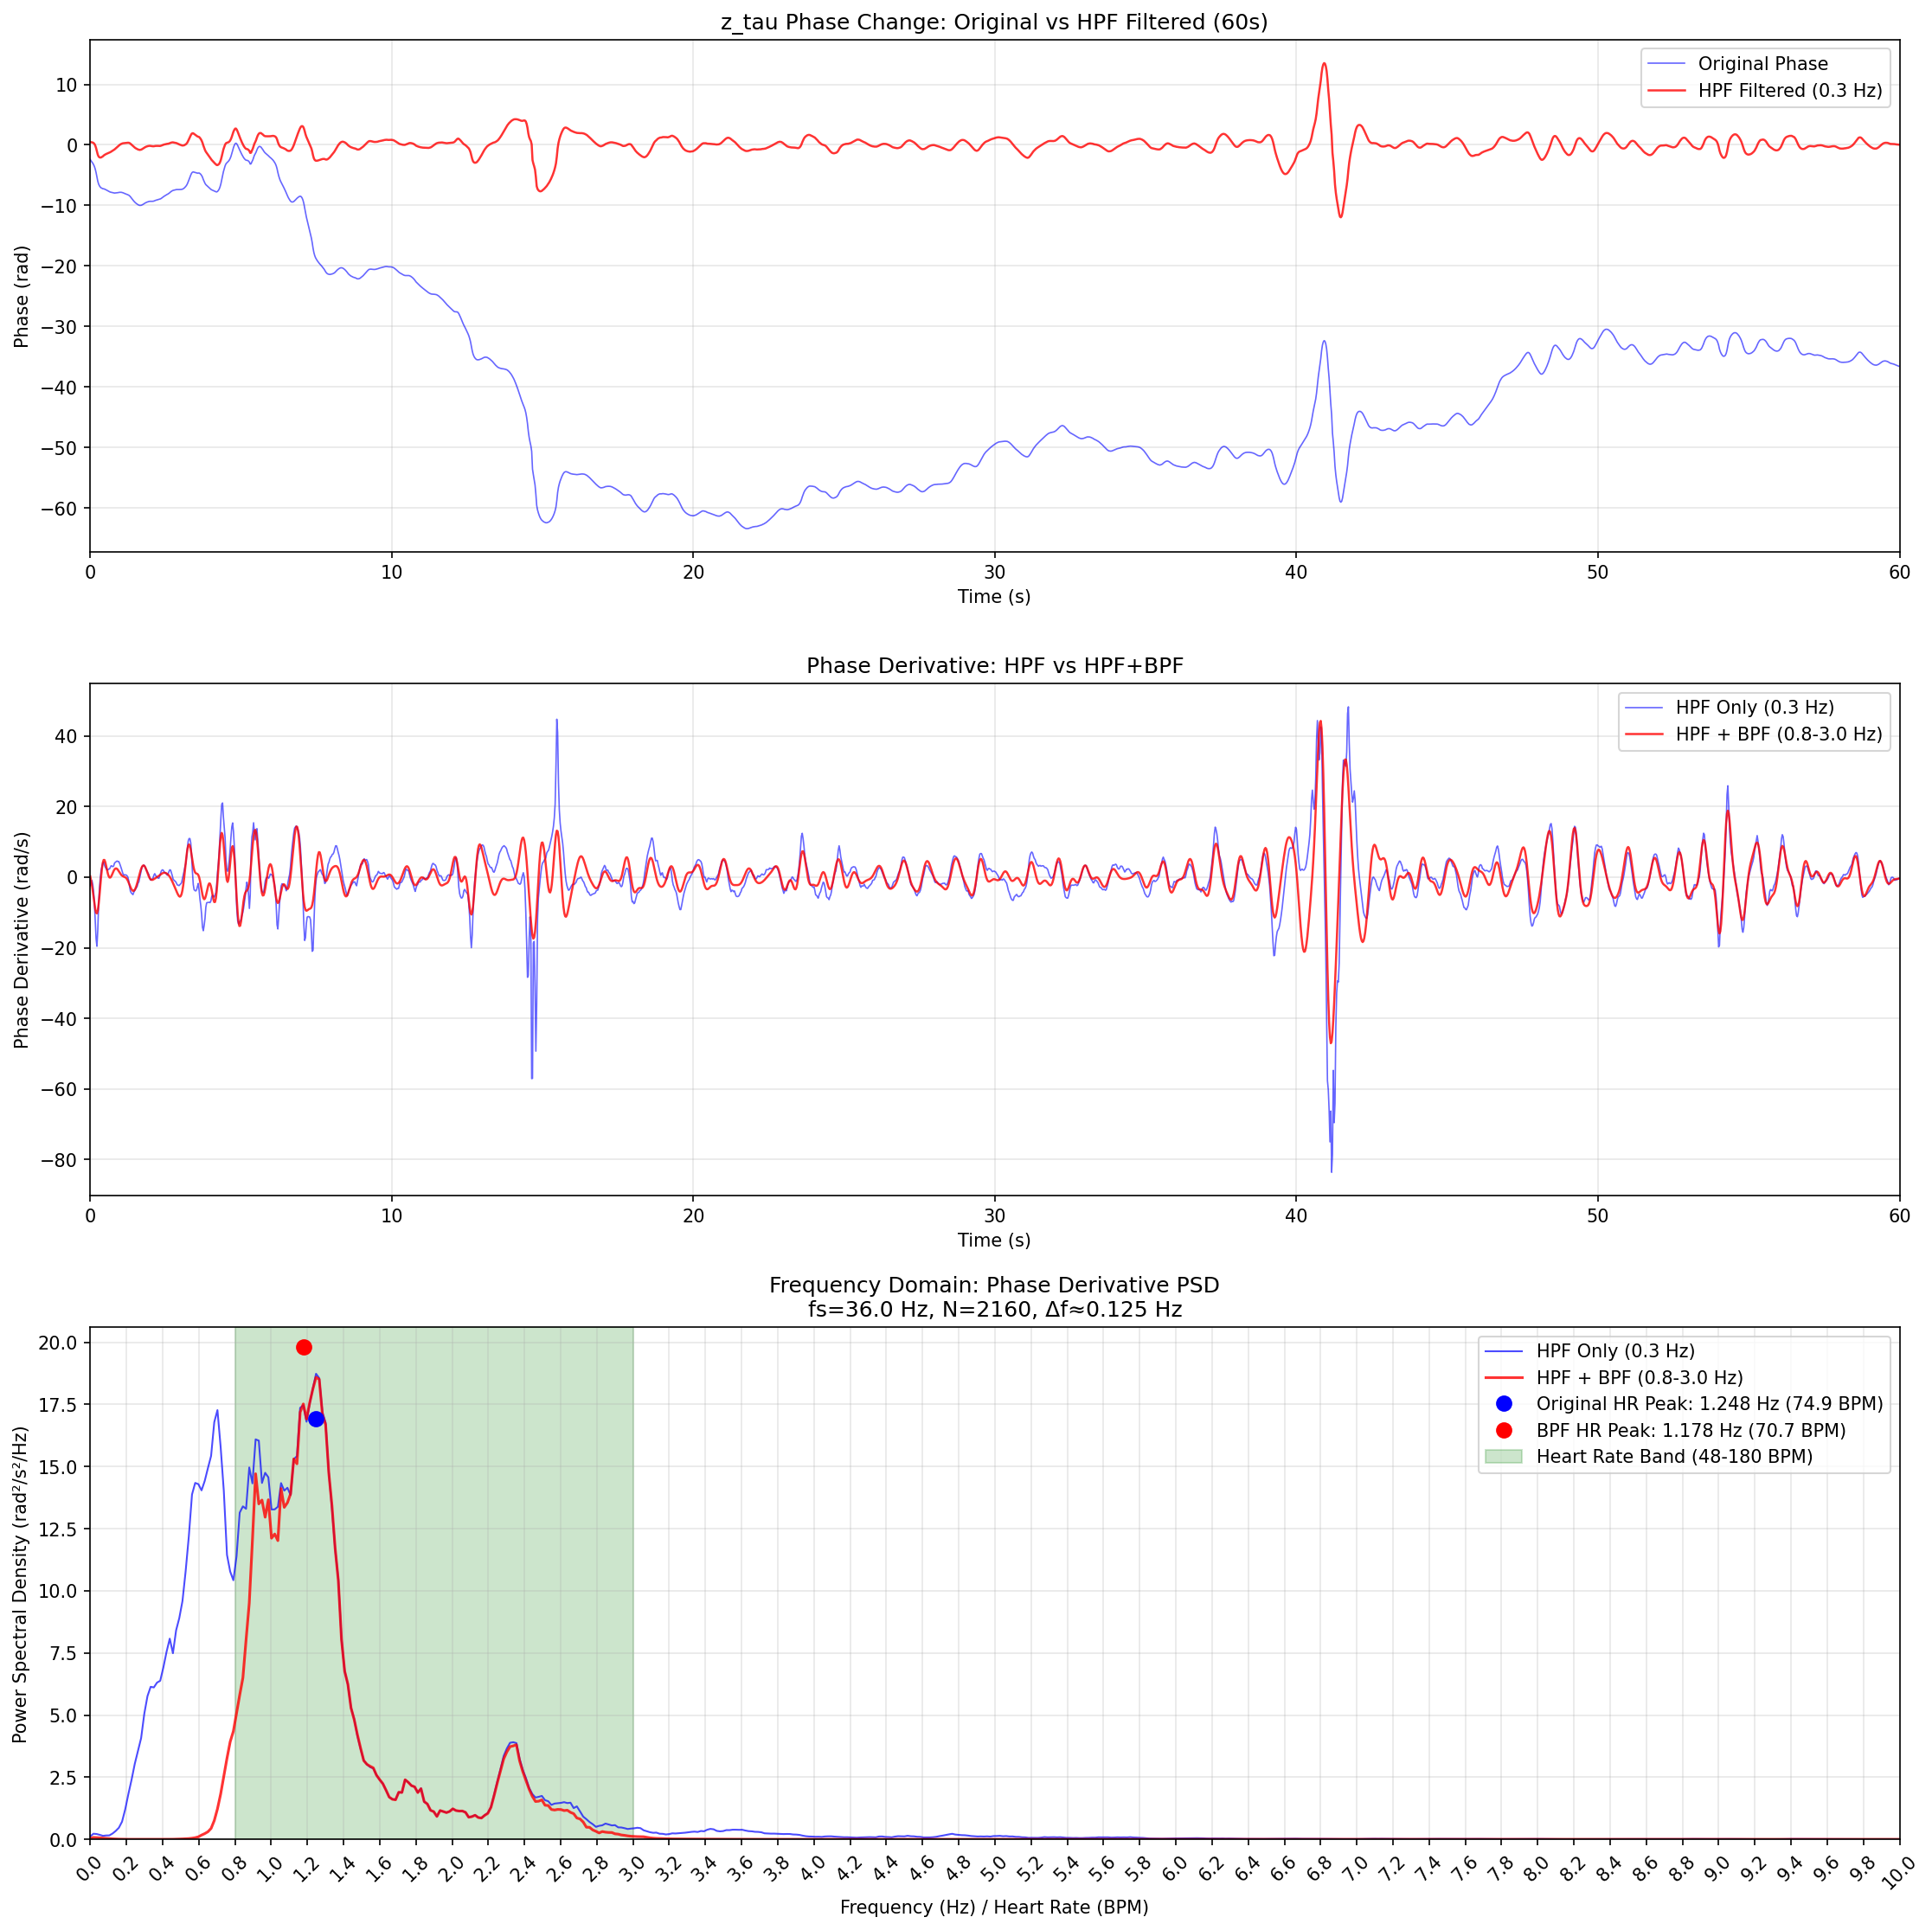 z_tau Phase Change: Original vs HPF Filtered (60s)
Original Phase
HPF Filtered (0.3 Hz)
Phase (rad)
10
0
−10
−20
−30
−40
−50
−60
0 10 20 30 40 50 60
Time (s)
Phase Derivative: HPF vs HPF+BPF
HPF Only (0.3 Hz)
HPF + BPF (0.8-3.0 Hz)
Phase Derivative (rad/s)
40
20
0
−20
−40
−60
−80
0 10 20 30 40 50 60
Time (s)
Frequency Domain: Phase Derivative PSD
fs=36.0 Hz, N=2160, Δf≈0.125 Hz
HPF Only (0.3 Hz)
HPF + BPF (0.8-3.0 Hz)
Original HR Peak: 1.248 Hz (74.9 BPM)
BPF HR Peak: 1.178 Hz (70.7 BPM)
Heart Rate Band (48-180 BPM)
Power Spectral Density (rad²/s²/Hz)
20.0
17.5
15.0
12.5
10.0
7.5
5.0
2.5
0.0
0.0 0.2 0.4 0.6 0.8 1.0 1.2 1.4 1.6 1.8 2.0 2.2 2.4 2.6 2.8 3.0 3.2 3.4 3.6 3.8 4.0 4.2 4.4 4.6 4.8 5.0 5.2 5.4 5.6 5.8 6.0 6.2 6.4 6.6 6.8 7.0 7.2 7.4 7.6 7.8 8.0 8.2 8.4 8.6 8.8 9.0 9.2 9.4 9.6 9.8 10.0
Frequency (Hz) / Heart Rate (BPM)